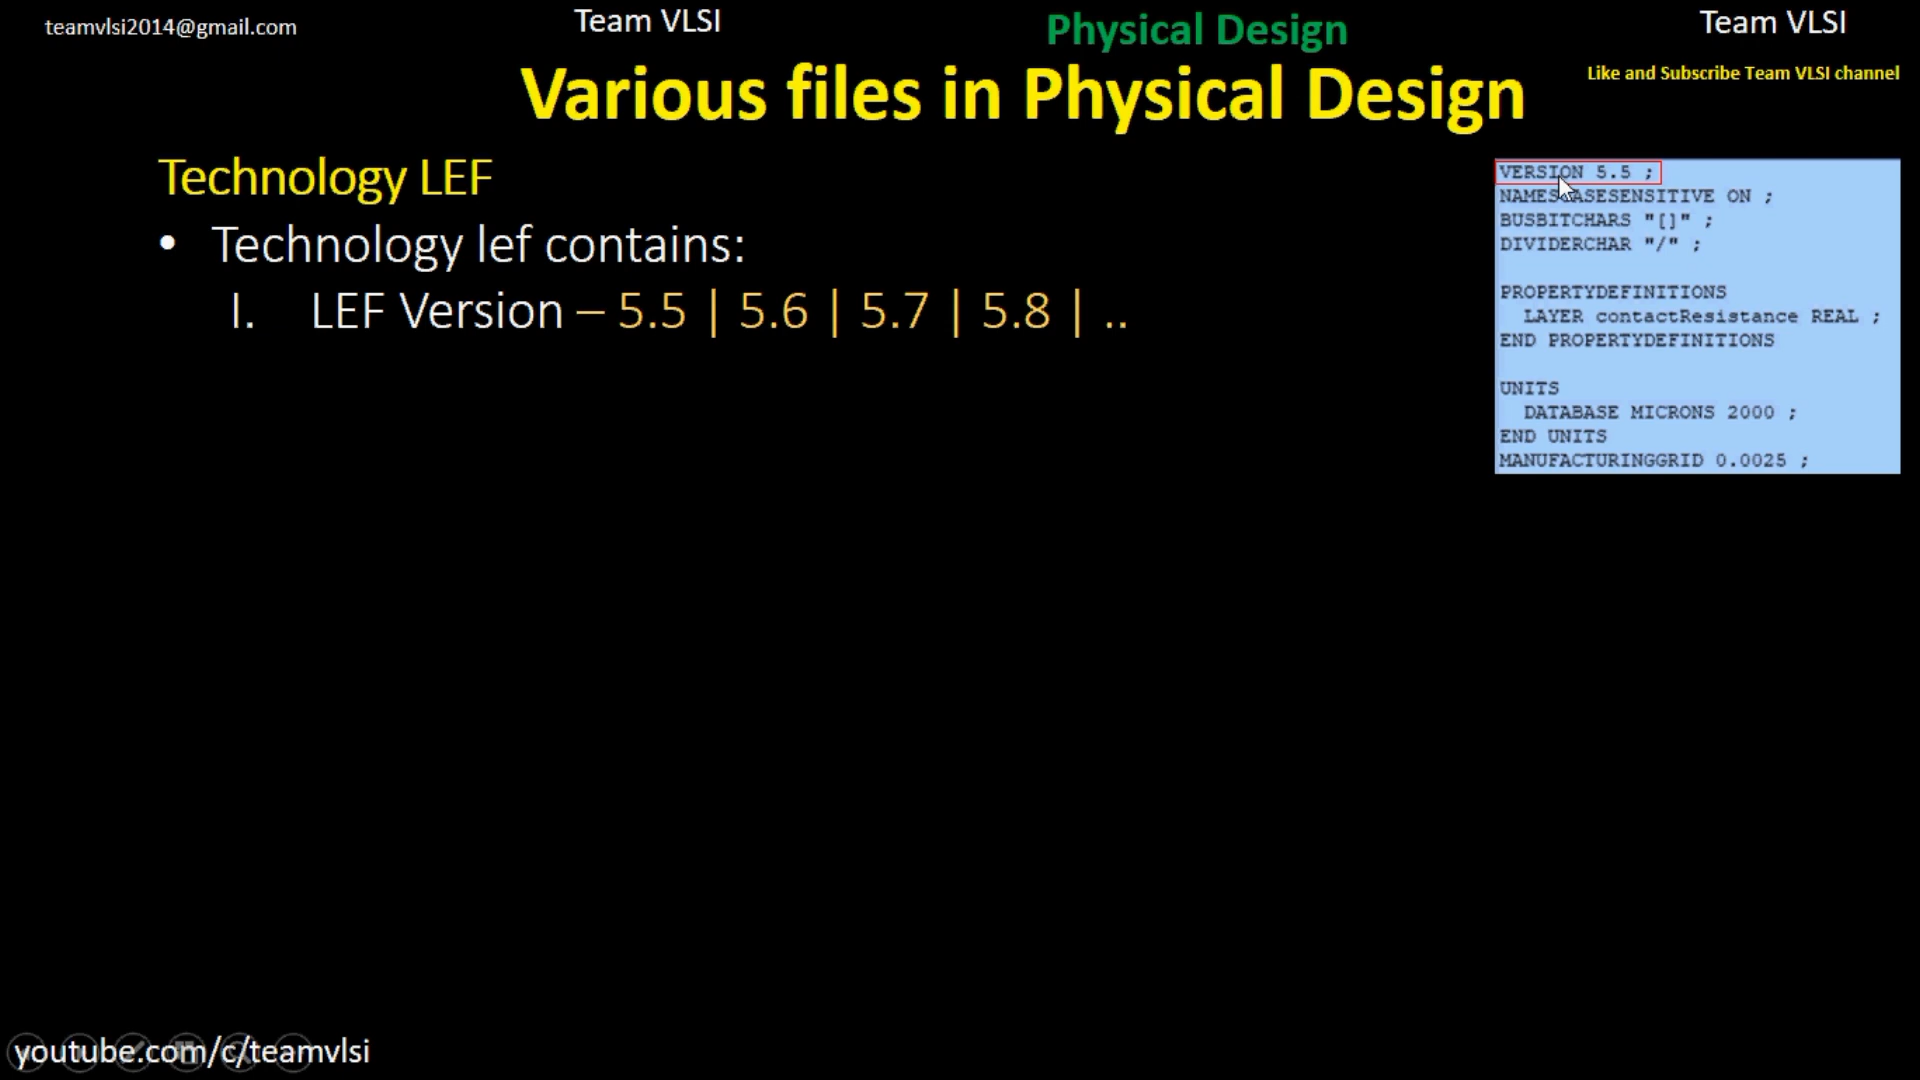 teamvlsi2014@gmail.com
Team VLSI
Physical Design
Team VLSI
Like and Subscribe Team VLSI channel
Various files in Physical Design
Technology LEF
• Technology lef contains:
I. LEF Version – 5.5 | 5.6 | 5.7 | 5.8 | ..
VERSION 5.5 ;
NAMESCASESENSITIVE ON ;
BUSBITCHARS "[]" ;
DIVIDERCHAR "/" ;
PROPERTYDEFINITIONS
LAYER contactResistance REAL ;
END PROPERTYDEFINITIONS
UNITS
DATABASE MICRONS 2000 ;
END UNITS
MANUFACTURINGGRID 0.0025 ;
youtube.com/c/teamvlsi